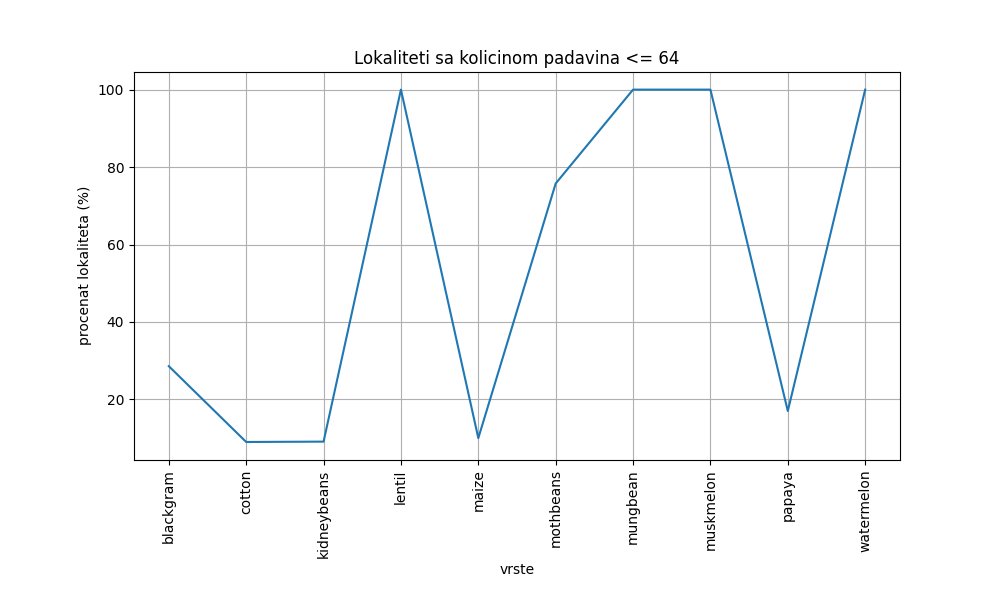 Lokaliteti sa kolicinom padavina <= 64
procenat lokaliteta (%)
100
80
60
40
20
blackgram
cotton
kidneybeans
lentil
maize
mothbeans
mungbean
muskmelon
papaya
watermelon
vrste